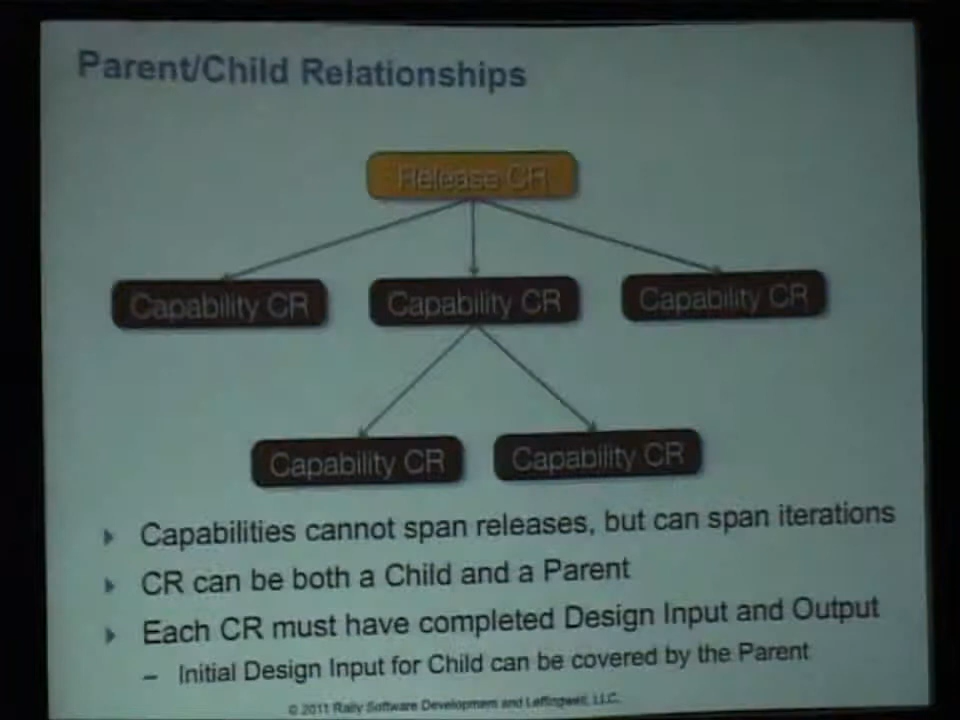 Parent/Child Relationships
Release CR
Capability CR
Capability CR
Capability CR
Capability CR
Capability CR
Capabilities cannot span releases, but can span iterations
CR can be both a Child and a Parent
Each CR must have completed Design Input and Output
– Initial Design Input for Child can be covered by the Parent
© 2011 Rally Software Development and Leffingwell, LLC.